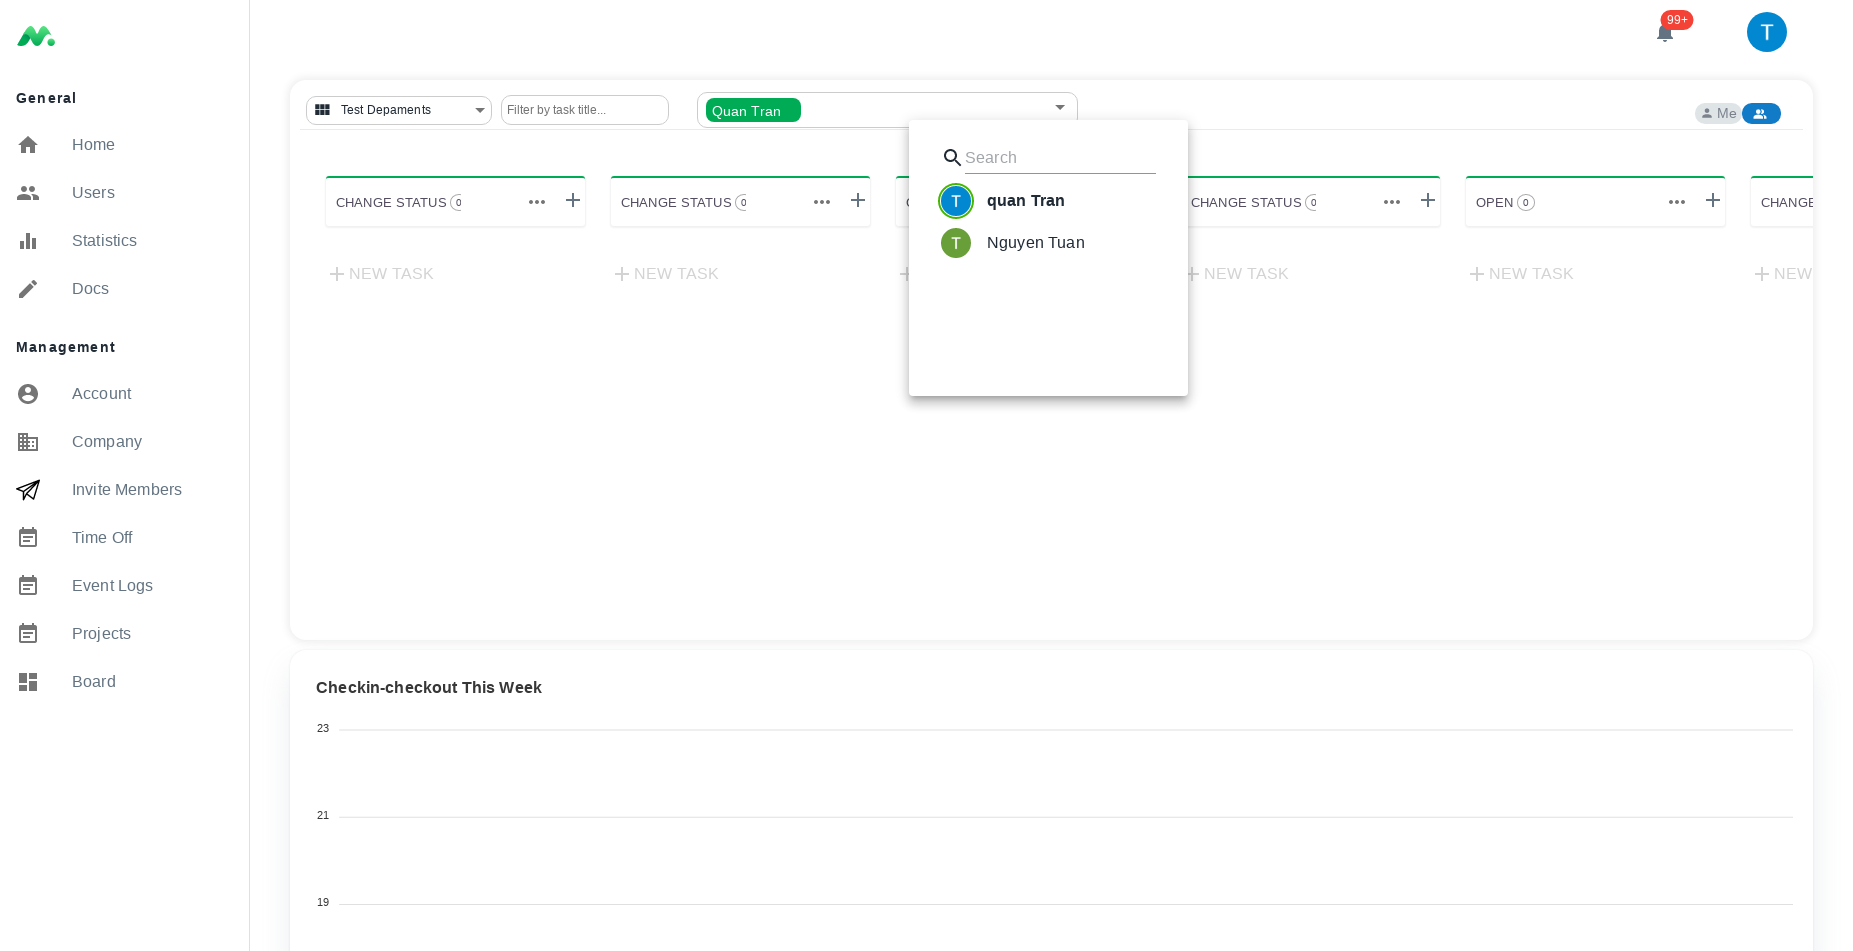 99+
T
General
Home
Users
Statistics
Docs
Management
Account
Company
Invite Members
Time Off
Event Logs
Projects
Board
Test Depaments
Filter by task title...
Quan Tran
Me
Search
T quan Tran
T Nguyen Tuan
CHANGE STATUS 0
CHANGE STATUS 0
CHANGE STATUS 0
OPEN 0
NEW TASK
NEW TASK
NEW TASK
NEW TASK
NEW
Checkin-checkout This Week
23
21
19